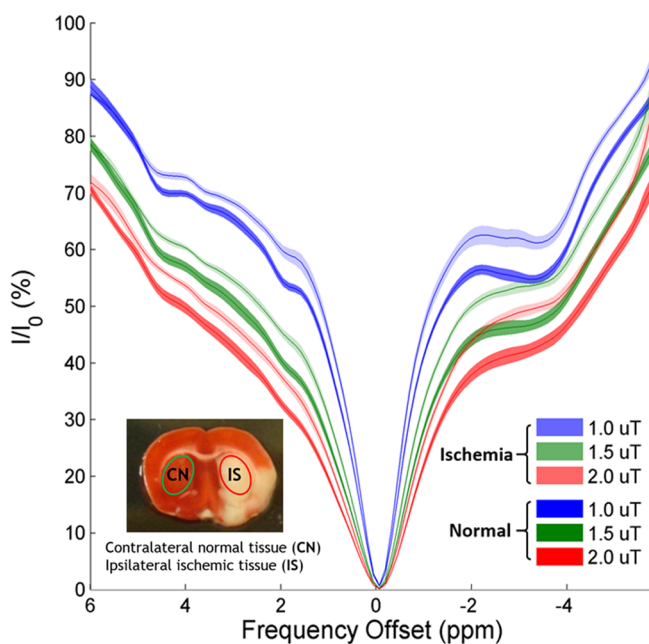 100
90
80
70
60
50
40
30
20
10
0
I/I0 (%)
6 4 2 0 -2 -4
Frequency Offset (ppm)
CN IS
Contralateral normal tissue (CN)
Ipsilateral ischemic tissue (IS)
Ischemia
1.0 uT
1.5 uT
2.0 uT
Normal
1.0 uT
1.5 uT
2.0 uT